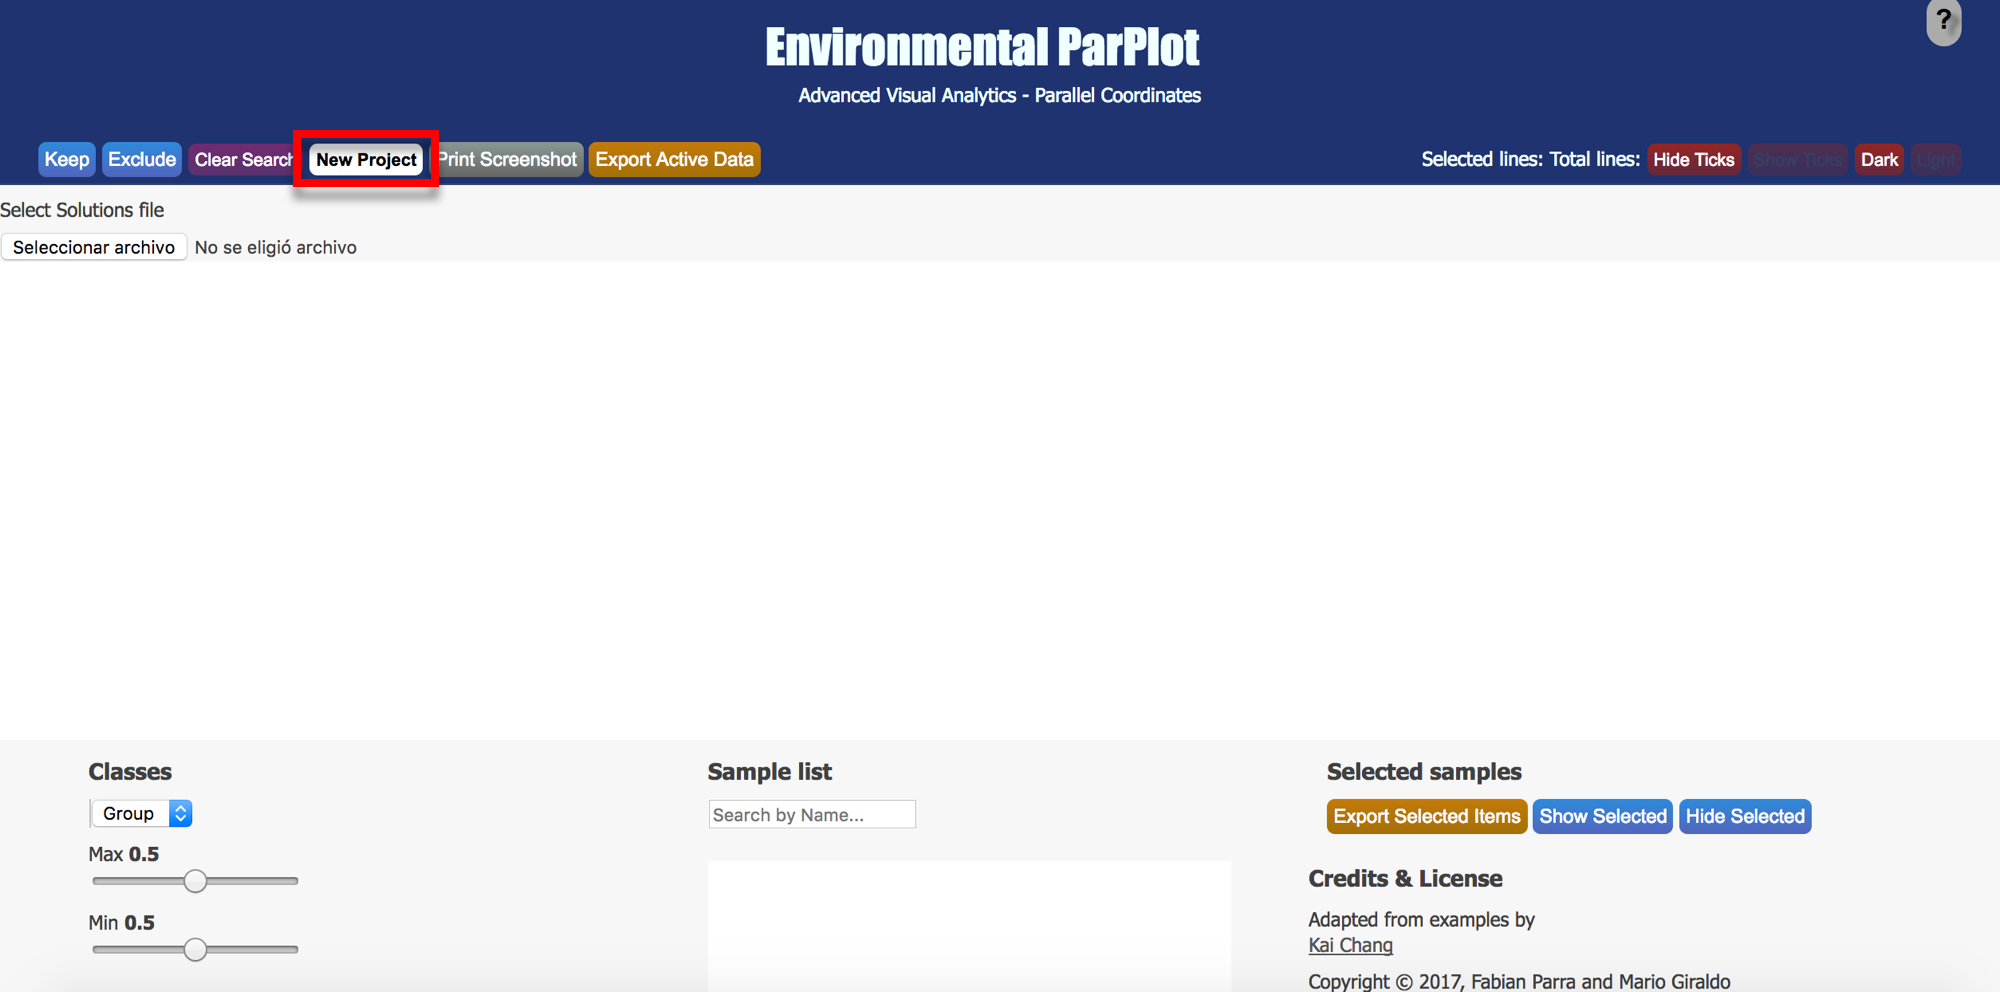 ?
Environmental ParPlot
Advanced Visual Analytics - Parallel Coordinates
Keep Exclude Clear Search New Project Print Screenshot Export Active Data Selected lines: Total lines: Hide Ticks Show Ticks Dark Light
Select Solutions file
Seleccionar archivo No se eligió archivo
Classes
Group
Max 0.5
Min 0.5
Sample list
Search by Name...
Selected samples
Export Selected Items Show Selected Hide Selected
Credits & License
Adapted from examples by
Kai Chang
Copyright © 2017, Fabian Parra and Mario Giraldo